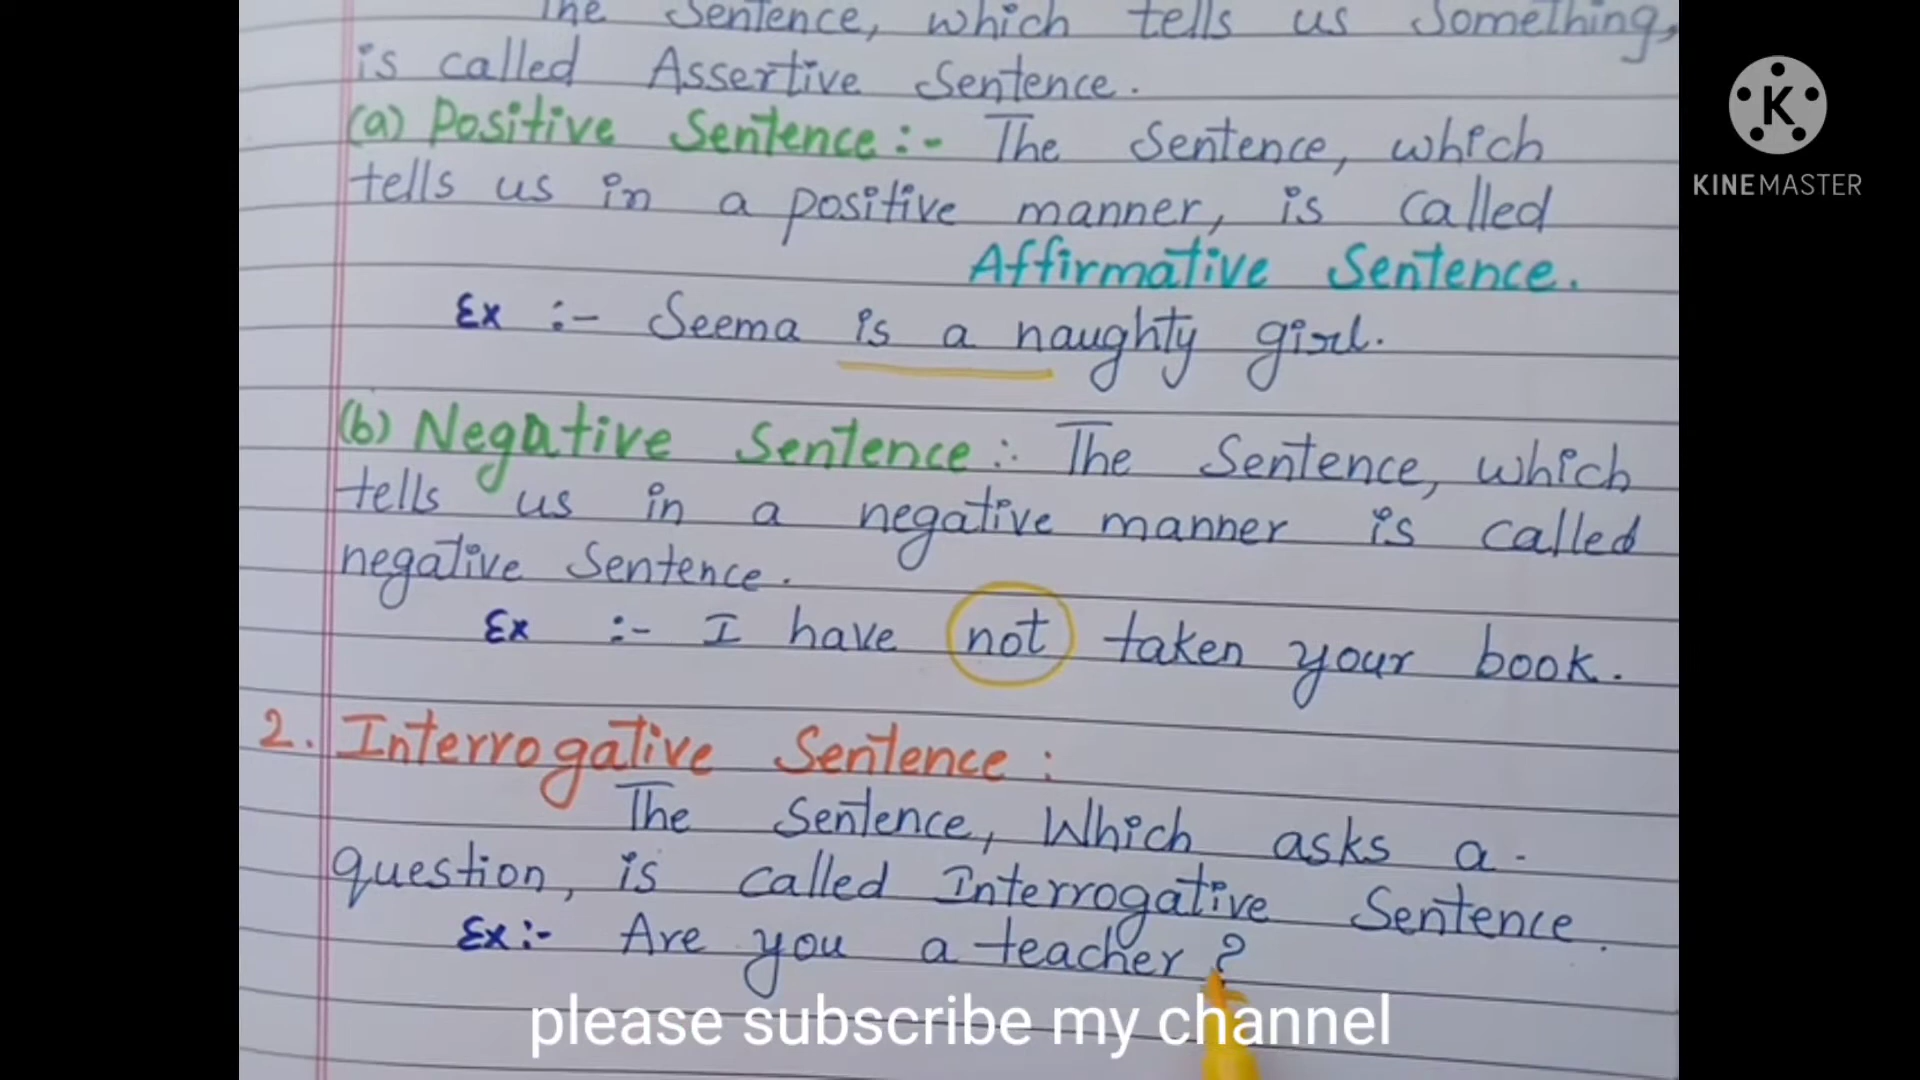 The Sentence, which tells us Something,
is called Assertive Sentence.
(a) Positive Sentence:- The Sentence, which
tells us in a positive manner, is called
Affirmative Sentence.
Ex :- Seema is a naughty girl.
(b) Negative Sentence: The Sentence, which
tells us in a negative manner is called
negative Sentence.
Ex :- I have not taken your book.
2. Interrogative Sentence:
The Sentence, Which asks a
question, is called Interrogative Sentence.
Ex:- Are you a teacher?
please subscribe my channel
K
KINEMASTER